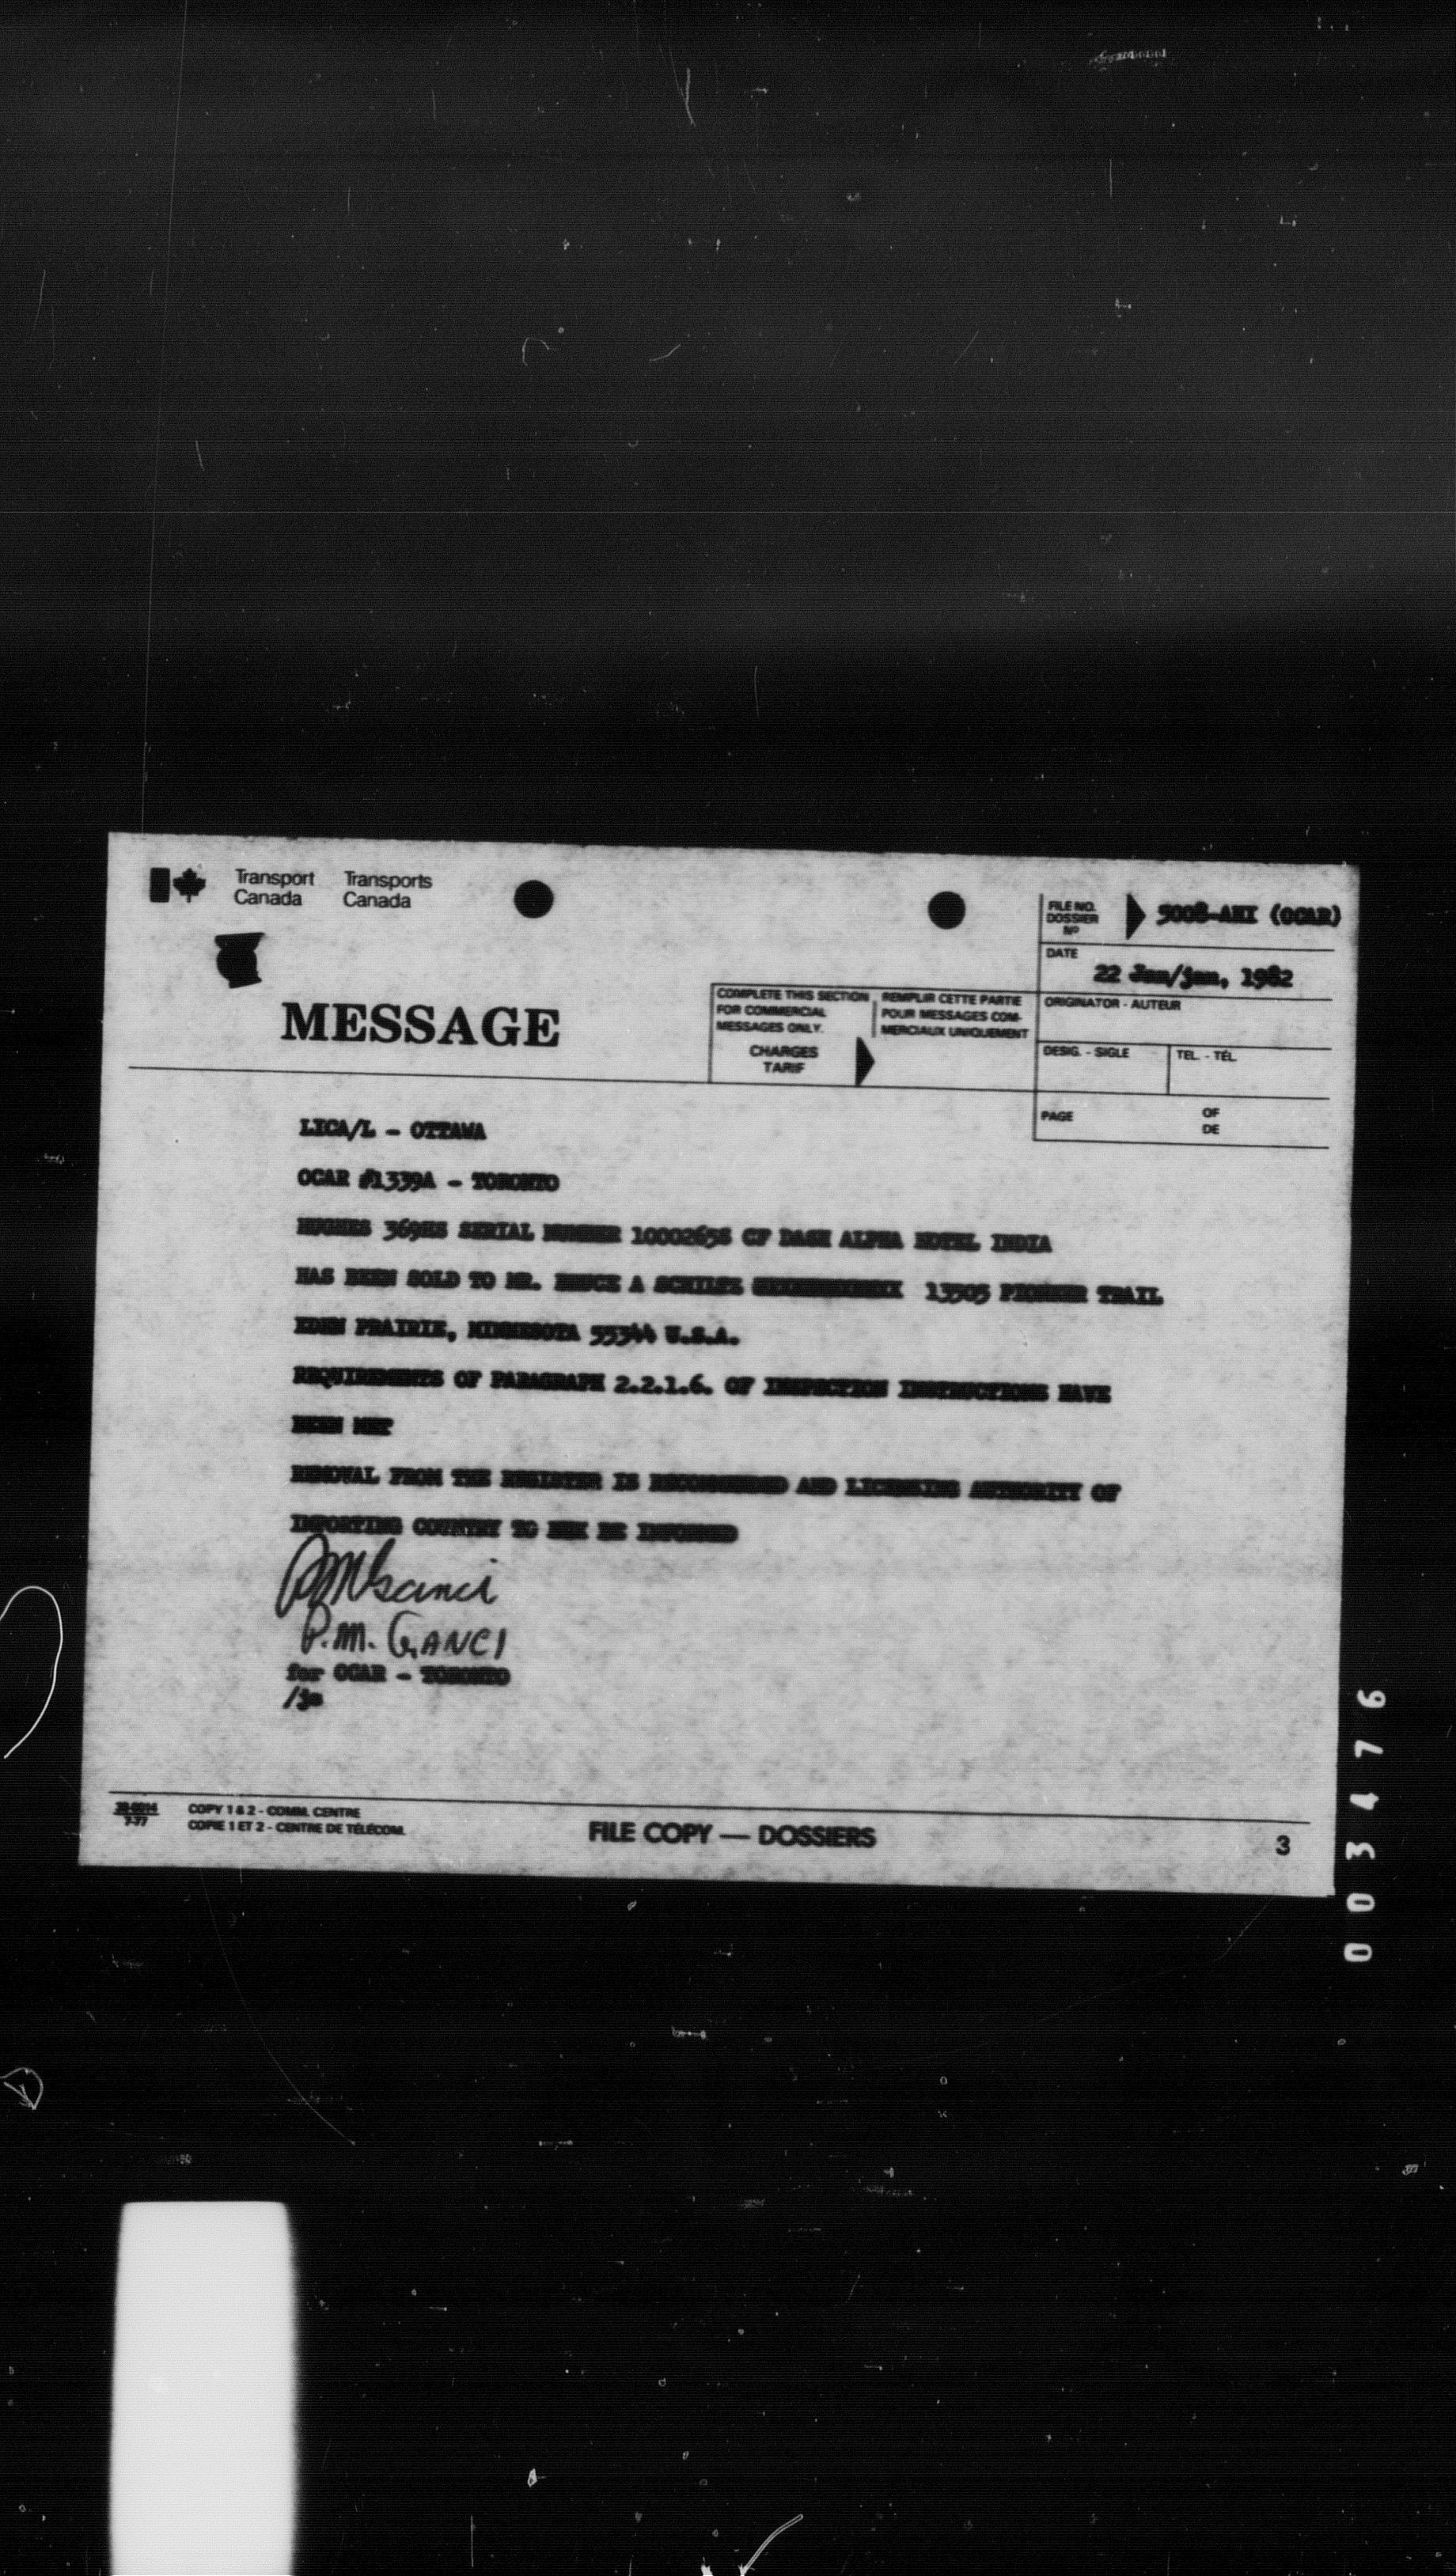 Transport Canada Transports Canada
FILE NO. DOSSIER Nº 5008-AHI (OCAR)
DATE 22 Jan/jan, 1982
MESSAGE
COMPLETE THIS SECTION FOR COMMERCIAL MESSAGES ONLY.
REMPLIR CETTE PARTIE POUR MESSAGES COM- MERCIAUX UNIQUEMENT
CHARGES TARIF
ORIGINATOR - AUTEUR
DESIG. - SIGLE TEL. - TÉL.
PAGE OF DE
LICA/L - OTTAWA
OCAR #1339A - TORONTO
HUGHES 369HS SERIAL NUMBER CF DASH ALPHA HOTEL INDIA
HAS BEEN SOLD TO MR. BRUCE A 13505 PIONEER TRAIL
EDEN PRAIRIE, MINNESOTA 55344 U.S.A.
REQUIREMENTS OF PARAGRAPH 2.2.1.6. OF INSPECTION INSTRUCTIONS HAVE
BEEN MET
REMOVAL FROM THE REGISTER IS RECOMMENDED AND LICENSING AUTHORITY OF
IMPORTING COUNTRY TO BE INFORMED
PMGanci
P.M. GANCI
for OCAR - TORONTO
7-77
COPY 1 & 2 - COMM. CENTRE
COPIE 1 ET 2 - CENTRE DE TÉLÉCOM.
FILE COPY — DOSSIERS
3
003476